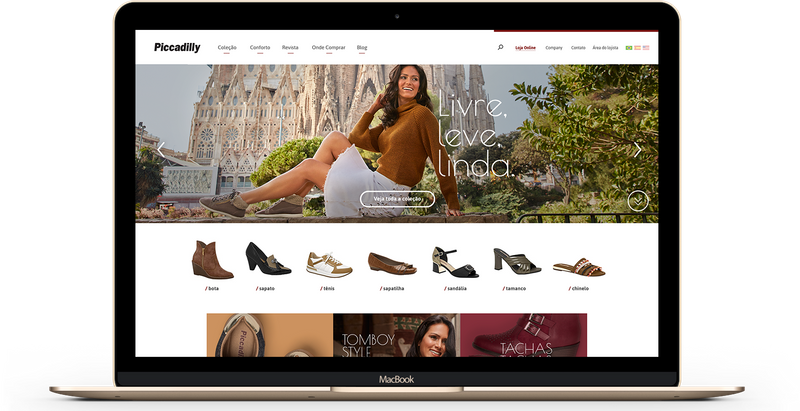 Piccadilly
Coleção Conforto Revista Onde Comprar Blog
Loja Online Company Contato Área do lojista
Livre,
leve,
linda.
Veja toda a coleção
/ bota / sapato / tênis / sapatilha / sandália / tamanco / chinelo
TOMBOY
STYLE
TACHAS
MacBook